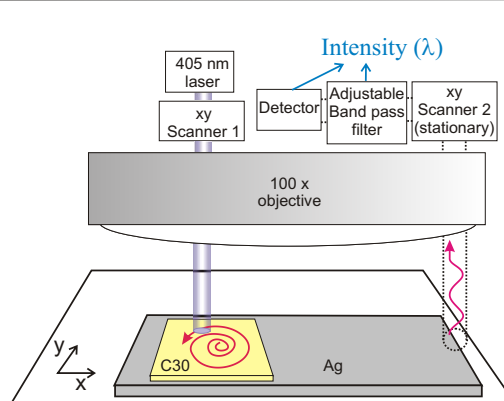 Intensity (λ)
405 nm
laser
xy
Scanner 1
Detector
Adjustable
Band pass
filter
xy
Scanner 2
(stationary)
100 x
objective
y
x
C30
Ag